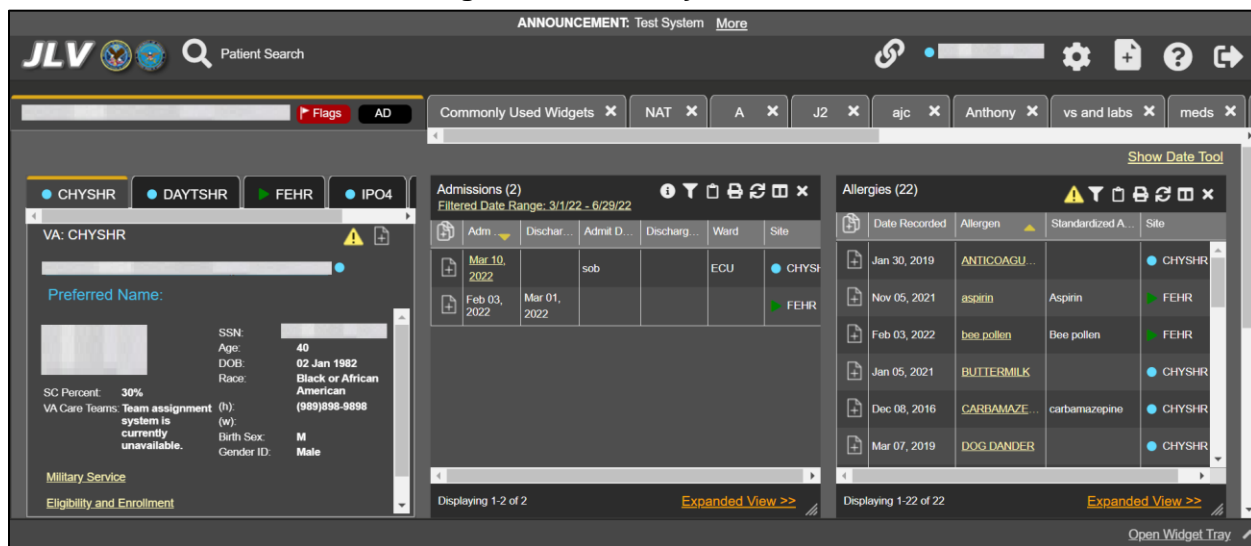 ANNOUNCEMENT: Test System More
JLV Patient Search
Flags AD
Commonly Used Widgets NAT A J2 ajc Anthony vs and labs meds
Show Date Tool
CHYSHR DAYTSHR FEHR IPO4
VA: CHYSHR
Preferred Name:
SSN:
Age: 40
DOB: 02 Jan 1982
Race: Black or African
American
SC Percent: 30%
VA Care Teams: Team assignment
system is
currently
unavailable.
(h): (989)898-9898
(w):
Birth Sex: M
Gender ID: Male
Military Service
Eligibility and Enrollment
Admissions (2)
Filtered Date Range: 3/1/22 - 6/29/22
Adm ... Dischar... Admit D... Discharg... Ward Site
Mar 10, 2022 sob ECU CHYSH
Feb 03, 2022 Mar 01, 2022 FEHR
Displaying 1-2 of 2 Expanded View >>
Allergies (22)
Date Recorded Allergen Standardized A... Site
Jan 30, 2019 ANTICOAGU... CHYSHR
Nov 05, 2021 aspirin Aspirin FEHR
Feb 03, 2022 bee pollen Bee pollen FEHR
Jan 05, 2021 BUTTERMILK CHYSHR
Dec 08, 2016 CARBAMAZE... carbamazepine CHYSHR
Mar 07, 2019 DOG DANDER CHYSHR
Displaying 1-22 of 22 Expanded View >>
Open Widget Tray